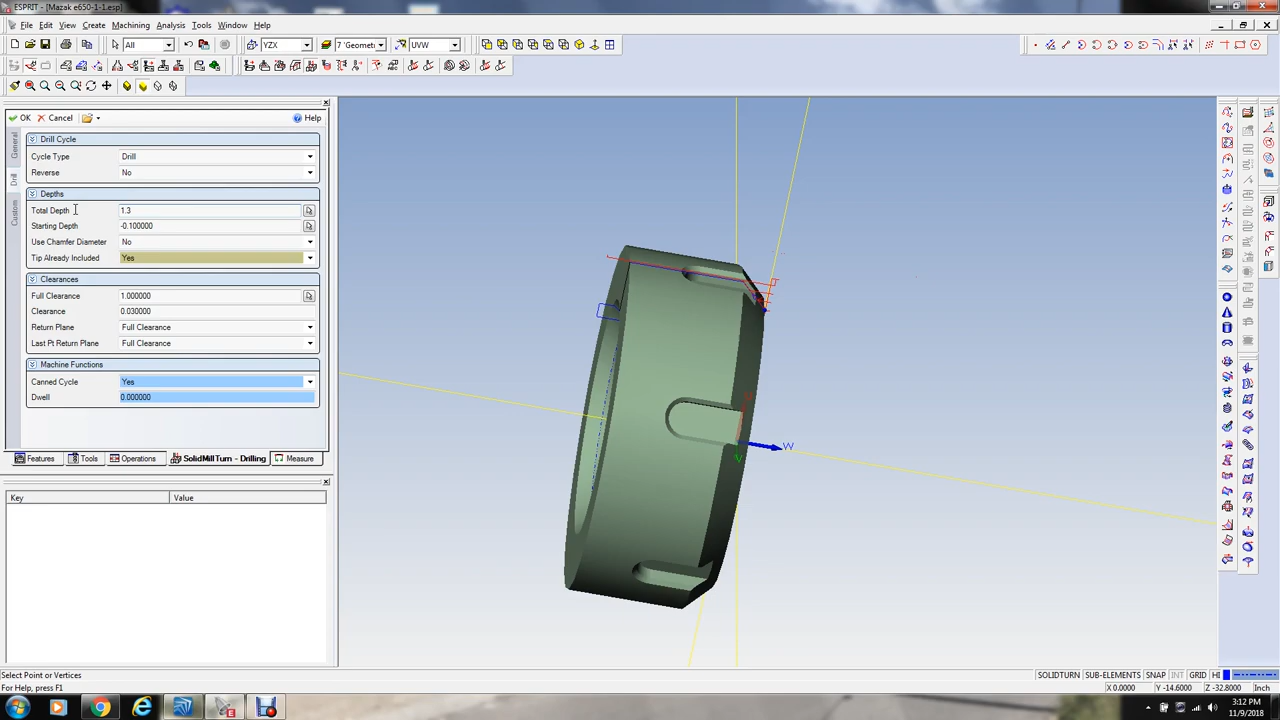 ESPRIT - [Mazak e650-1-1.esp]
File Edit View Create Machining Analysis Tools Window Help
All YZX 7 'Geometr UVW
OK Cancel Help
General
Drill
Custom
Drill Cycle
Cycle Type Drill
Reverse No
Depths
Total Depth 1.3
Starting Depth -0.100000
Use Chamfer Diameter No
Tip Already Included Yes
Clearances
Full Clearance 1.000000
Clearance 0.030000
Return Plane Full Clearance
Last Pt Return Plane Full Clearance
Machine Functions
Canned Cycle Yes
Dwell 0.000000
Features Tools Operations SolidMillTurn - Drilling Measure
Key Value
U
W
V
Select Point or Vertices
SOLIDTURN SUB-ELEMENTS SNAP INT GRID HI
For Help, press F1
X 0.0000 Y -14.6000 Z -32.8000 Inch
3:12 PM
11/9/2018